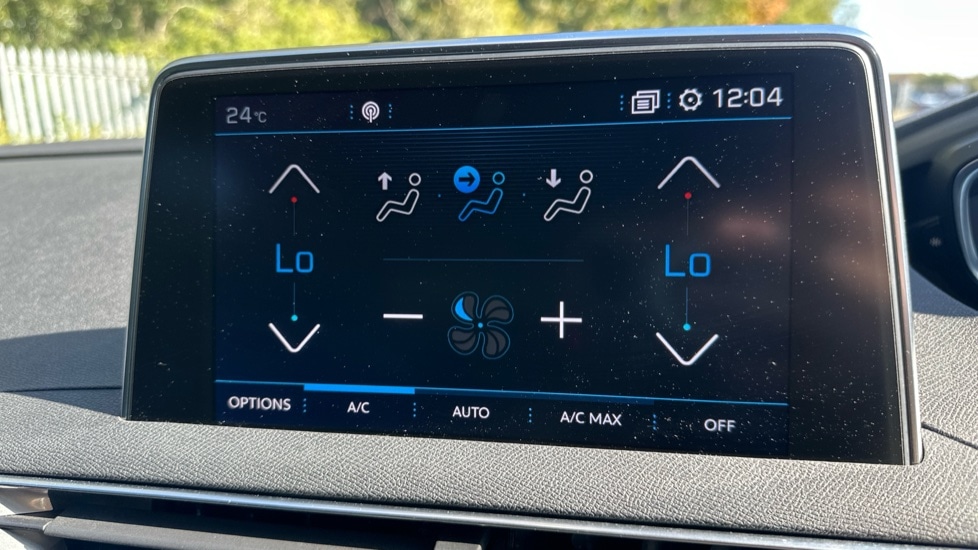 24°C 12:04
Lo Lo
OPTIONS A/C AUTO A/C MAX OFF